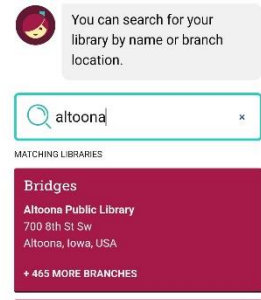 You can search for your
library by name or branch
location.
altoona
×
MATCHING LIBRARIES
Bridges
Altoona Public Library
700 8th St Sw
Altoona, Iowa, USA
+ 465 MORE BRANCHES